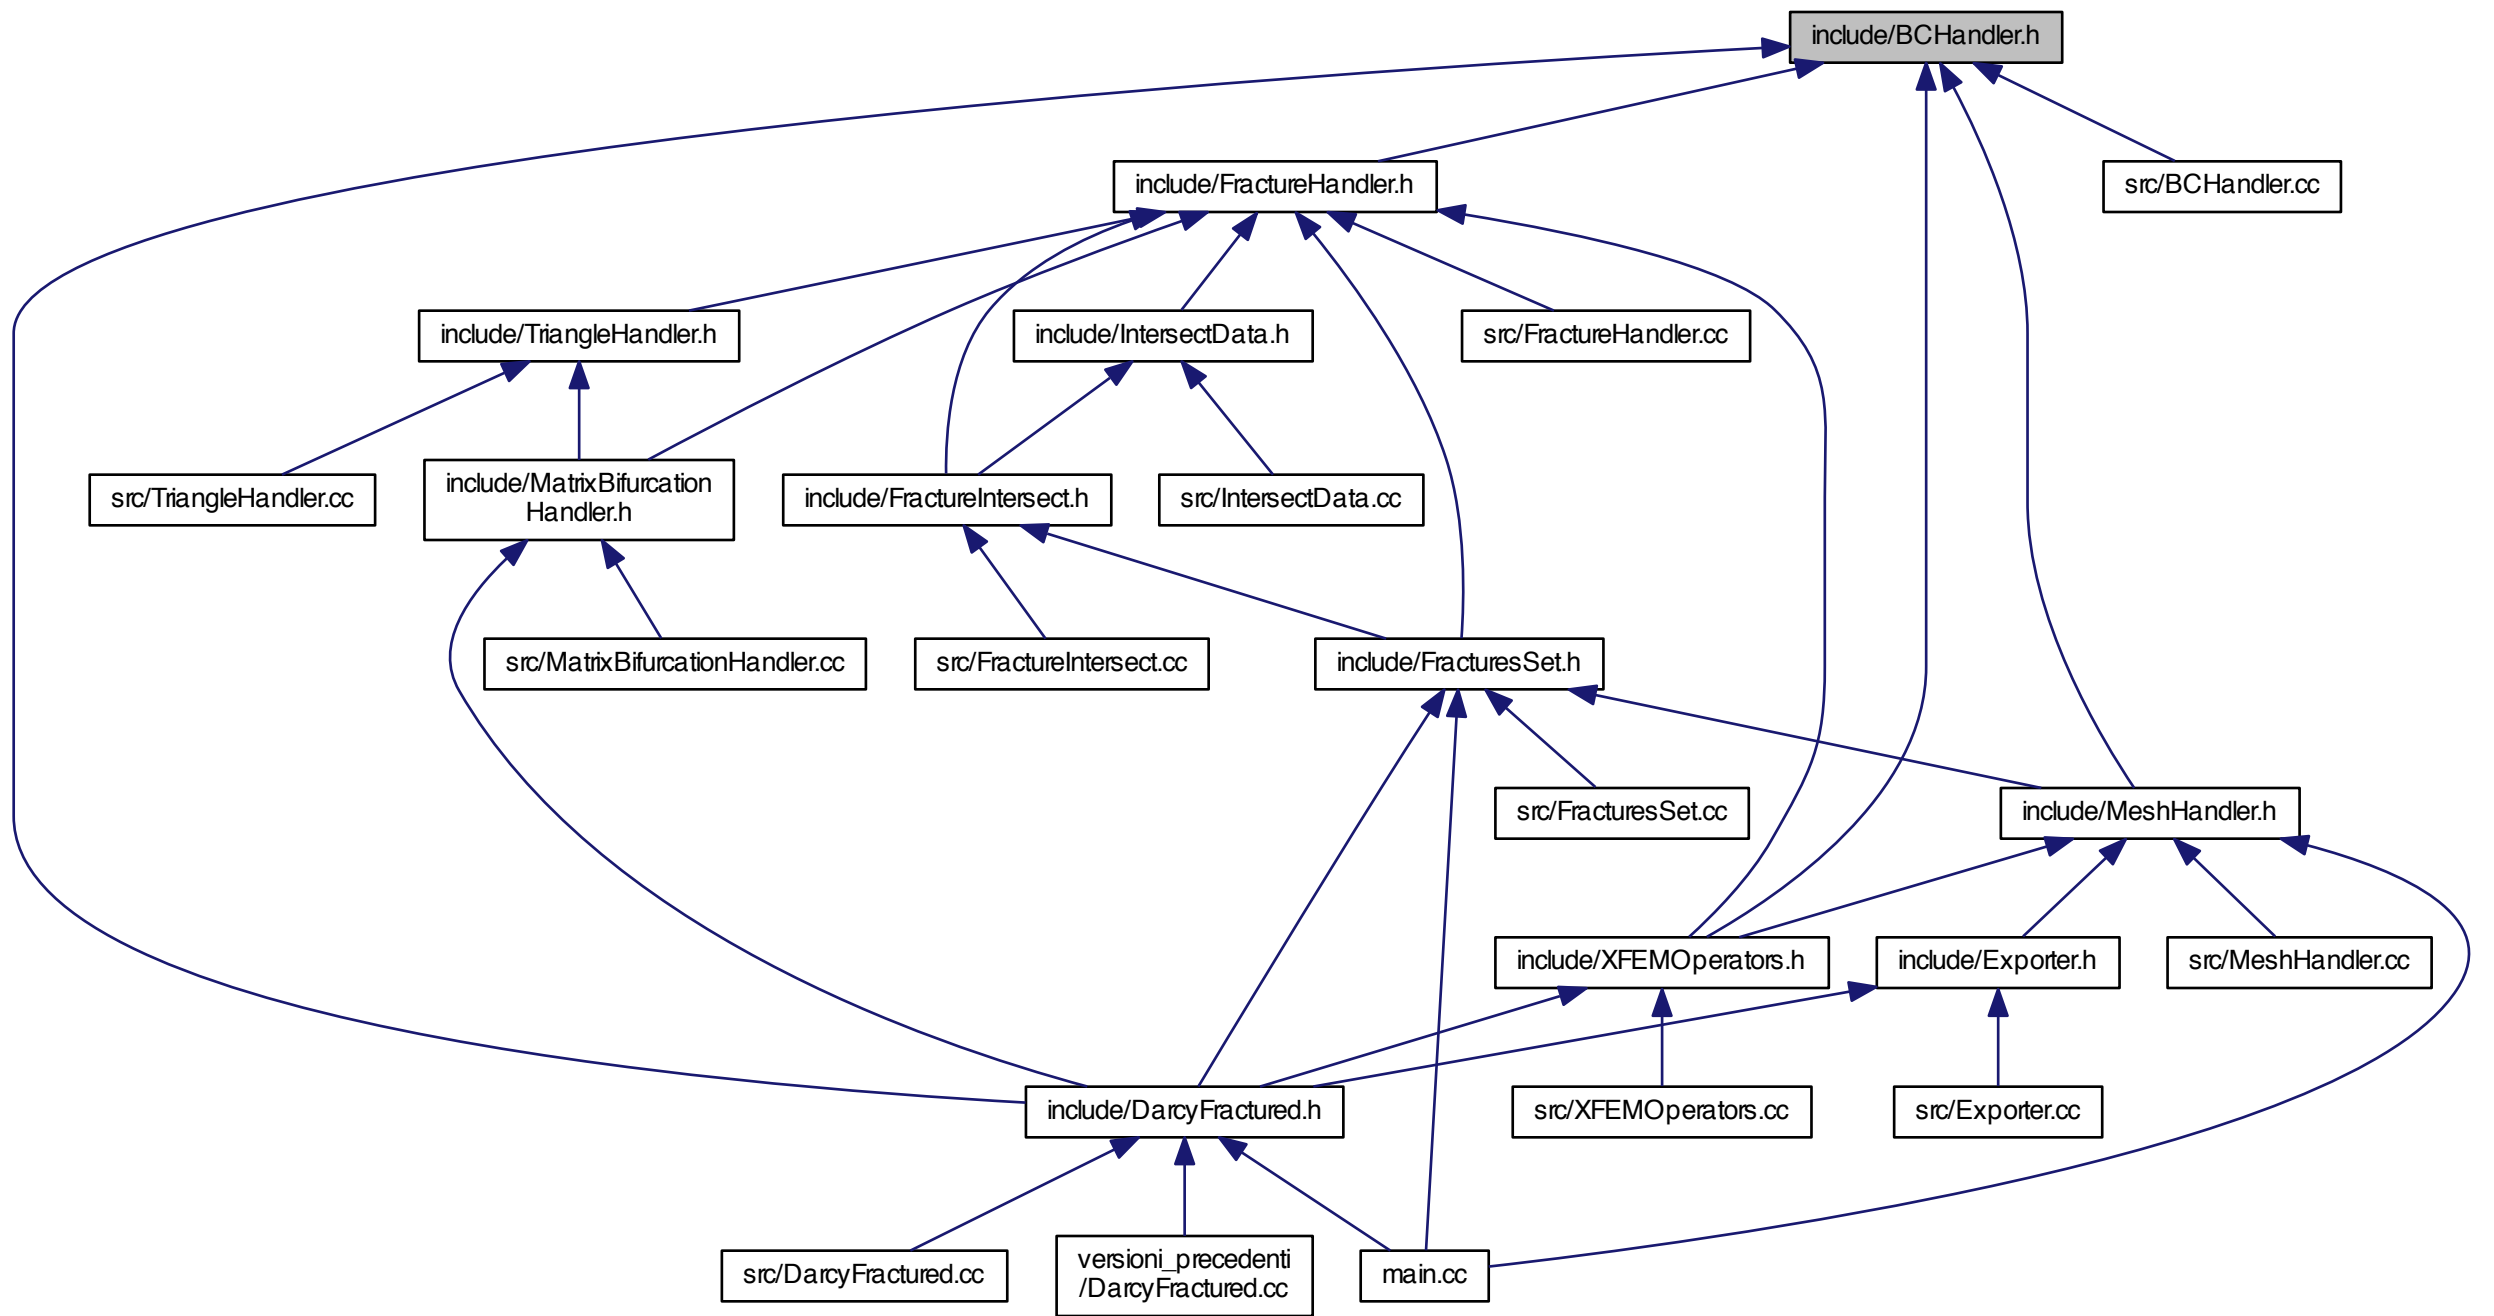 include/BCHandler.h
include/FractureHandler.h
src/BCHandler.cc
include/TriangleHandler.h
include/IntersectData.h
src/FractureHandler.cc
src/TriangleHandler.cc
include/MatrixBifurcation
Handler.h
include/FractureIntersect.h
src/IntersectData.cc
src/MatrixBifurcationHandler.cc
src/FractureIntersect.cc
include/FracturesSet.h
src/FracturesSet.cc
include/MeshHandler.h
include/XFEMOperators.h
include/Exporter.h
src/MeshHandler.cc
include/DarcyFractured.h
src/XFEMOperators.cc
src/Exporter.cc
src/DarcyFractured.cc
versioni_precedenti
/DarcyFractured.cc
main.cc